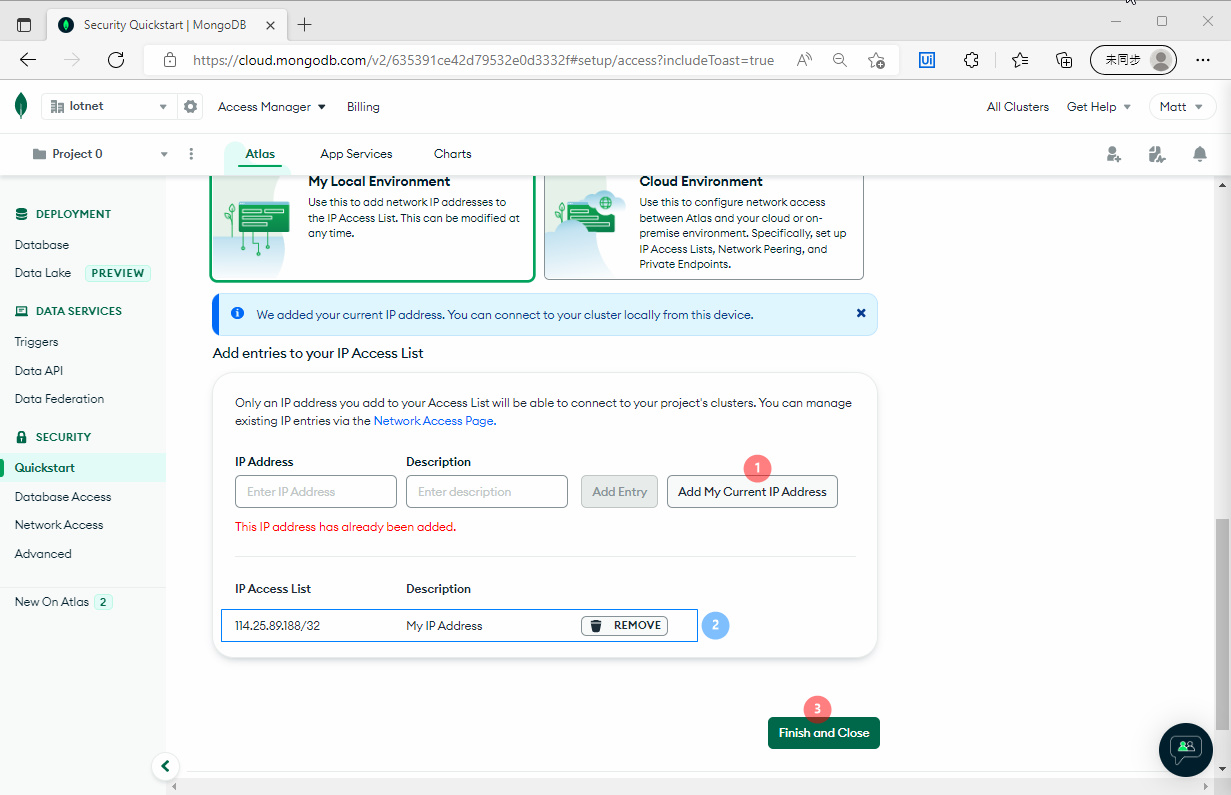 Security Quickstart | MongoDB
https://cloud.mongodb.com/v2/635391ce42d79532e0d3332f#setup/access?includeToast=true
A
Ui
未同步
Iotnet
Access Manager
Billing
All Clusters
Get Help
Matt
Project 0
Atlas
App Services
Charts
DEPLOYMENT
Database
Data Lake PREVIEW
DATA SERVICES
Triggers
Data API
Data Federation
SECURITY
Quickstart
Database Access
Network Access
Advanced
New On Atlas 2
My Local Environment
Use this to add network IP addresses to
the IP Access List. This can be modified at
any time.
Cloud Environment
Use this to configure network access
between Atlas and your cloud or on-
premise environment. Specifically, set up
IP Access Lists, Network Peering, and
Private Endpoints.
We added your current IP address. You can connect to your cluster locally from this device.
Add entries to your IP Access List
Only an IP address you add to your Access List will be able to connect to your project's clusters. You can manage
existing IP entries via the Network Access Page.
IP Address
Description
1
Enter IP Address
Enter description
Add Entry
Add My Current IP Address
This IP address has already been added.
IP Access List
Description
114.25.89.188/32
My IP Address
REMOVE
2
3
Finish and Close